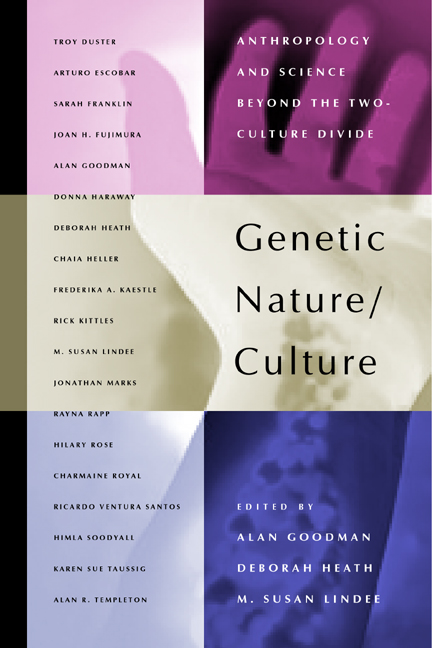 TROY DUSTER
ARTURO ESCOBAR
SARAH FRANKLIN
JOAN H. FUJIMURA
ALAN GOODMAN
DONNA HARAWAY
DEBORAH HEATH
CHAIA HELLER
FREDERIKA A. KAESTLE
RICK KITTLES
M. SUSAN LINDEE
JONATHAN MARKS
RAYNA RAPP
HILARY ROSE
CHARMAINE ROYAL
RICARDO VENTURA SANTOS
HIMLA SOODYALL
KAREN SUE TAUSSIG
ALAN R. TEMPLETON
ANTHROPOLOGY
AND SCIENCE
BEYOND THE TWO-
CULTURE DIVIDE
Genetic
Nature/
Culture
EDITED BY
ALAN GOODMAN
DEBORAH HEATH
M. SUSAN LINDEE